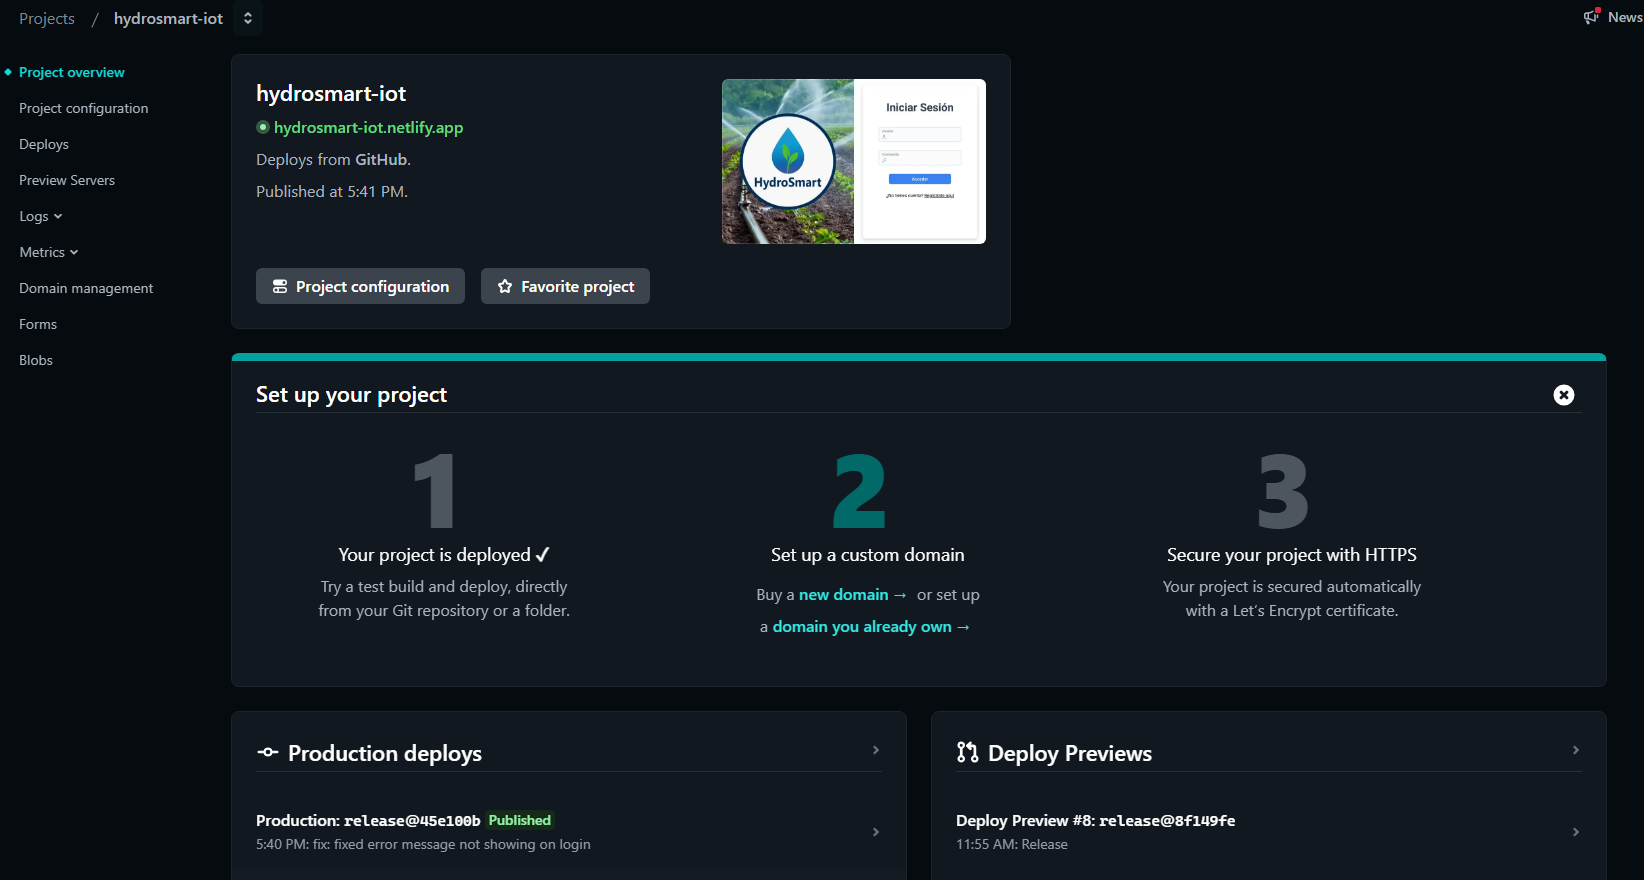 Projects / hydrosmart-iot
News
Project overview
Project configuration
Deploys
Preview Servers
Logs
Metrics
Domain management
Forms
Blobs
hydrosmart-iot
hydrosmart-iot.netlify.app
Deploys from GitHub.
Published at 5:41 PM.
HydroSmart
Iniciar Sesión
Acceder
¿No tienes cuenta? Regístrate aquí
Project configuration
Favorite project
Set up your project
1
Your project is deployed ✓
Try a test build and deploy, directly
from your Git repository or a folder.
2
Set up a custom domain
Buy a new domain → or set up
a domain you already own →
3
Secure your project with HTTPS
Your project is secured automatically
with a Let’s Encrypt certificate.
Production deploys
Production: release@45e100b Published
5:40 PM: fix: fixed error message not showing on login
Deploy Previews
Deploy Preview #8: release@8f149fe
11:55 AM: Release